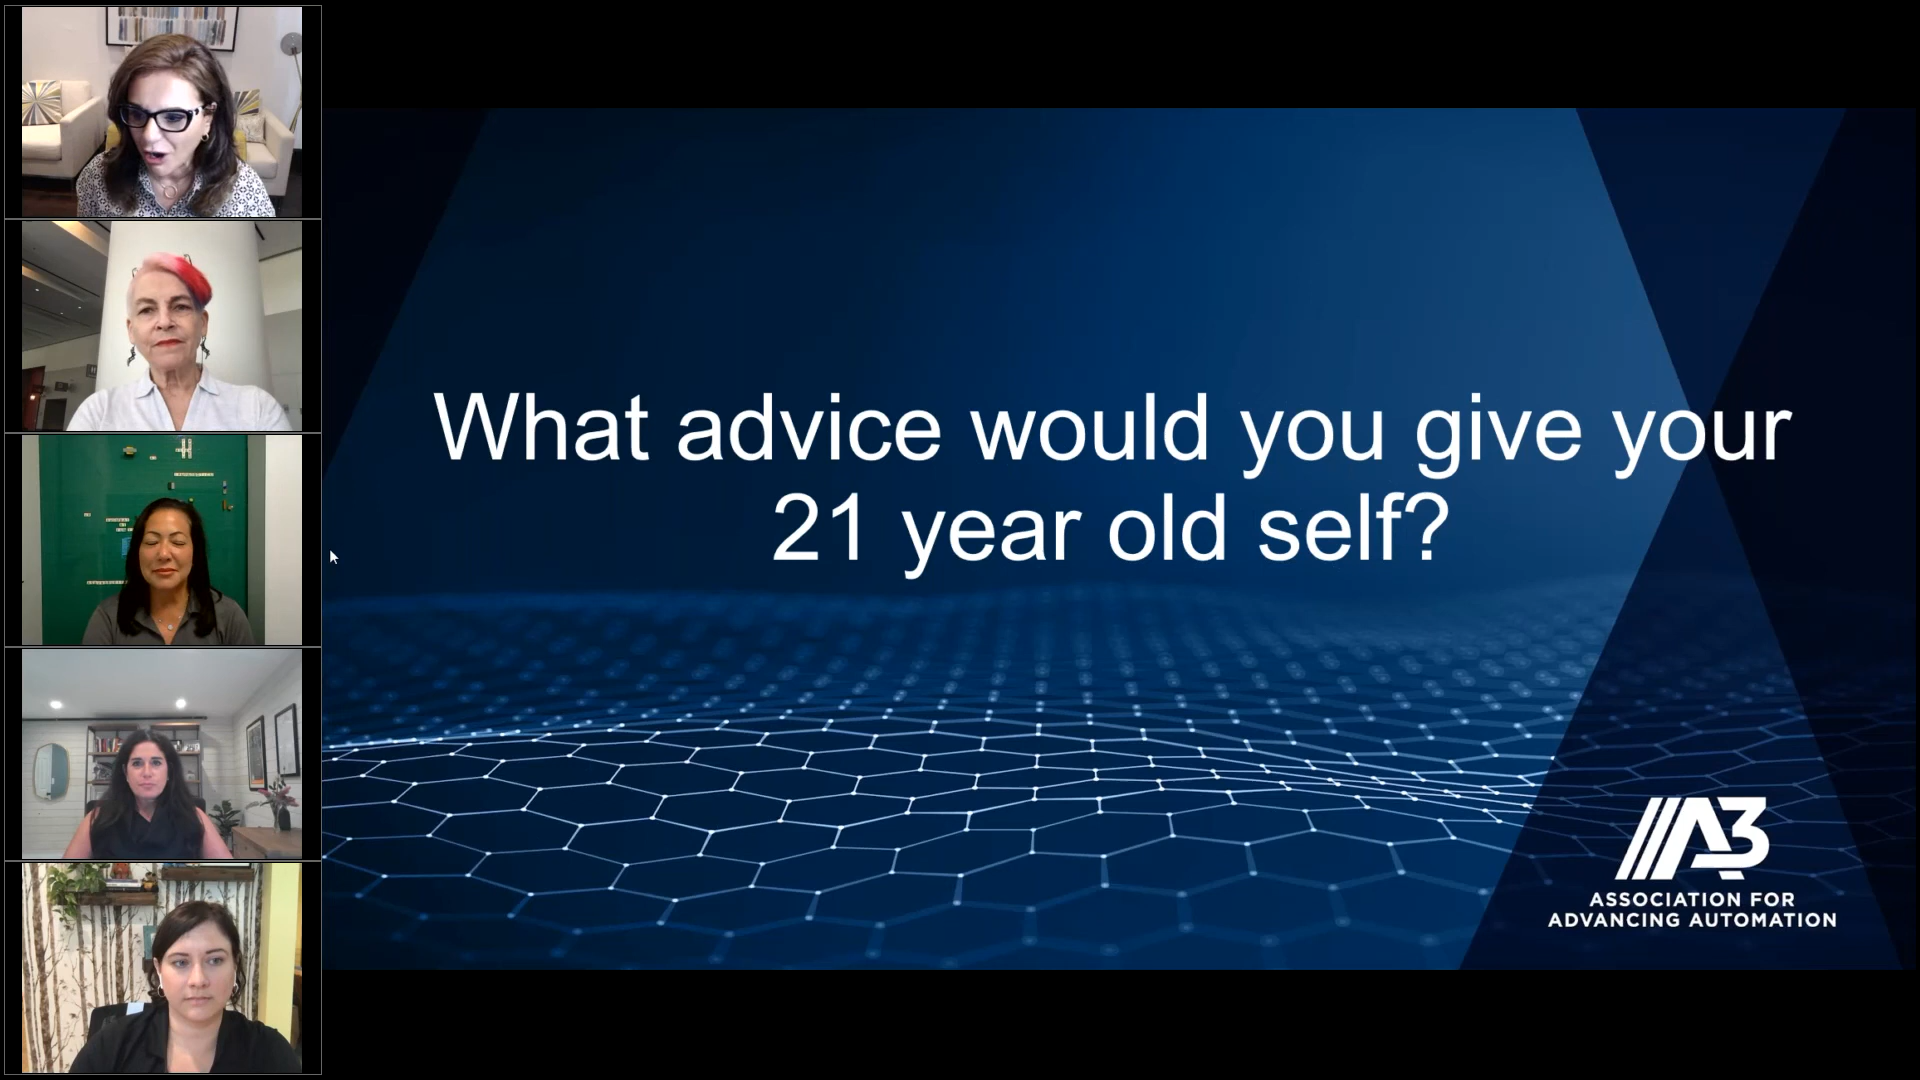 What advice would you give your
21 year old self?
A3
ASSOCIATION FOR
ADVANCING AUTOMATION